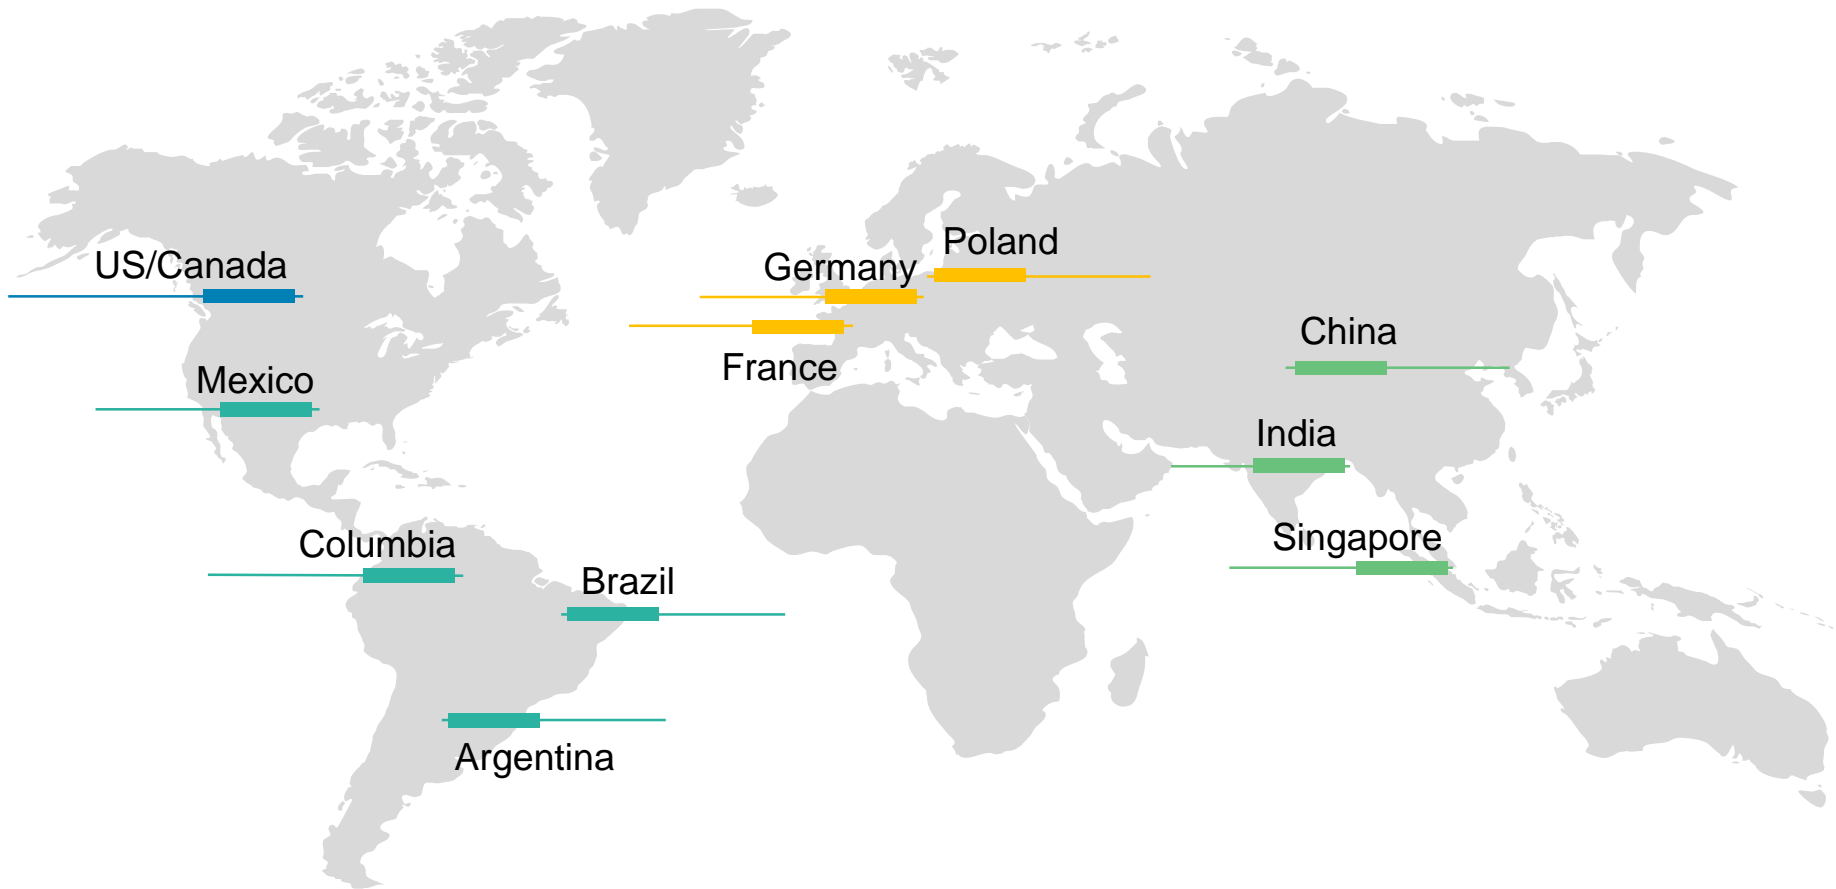 Poland
US/Canada
Germany
China
France
Mexico
India
Singapore
Columbia
Brazil
Argentina